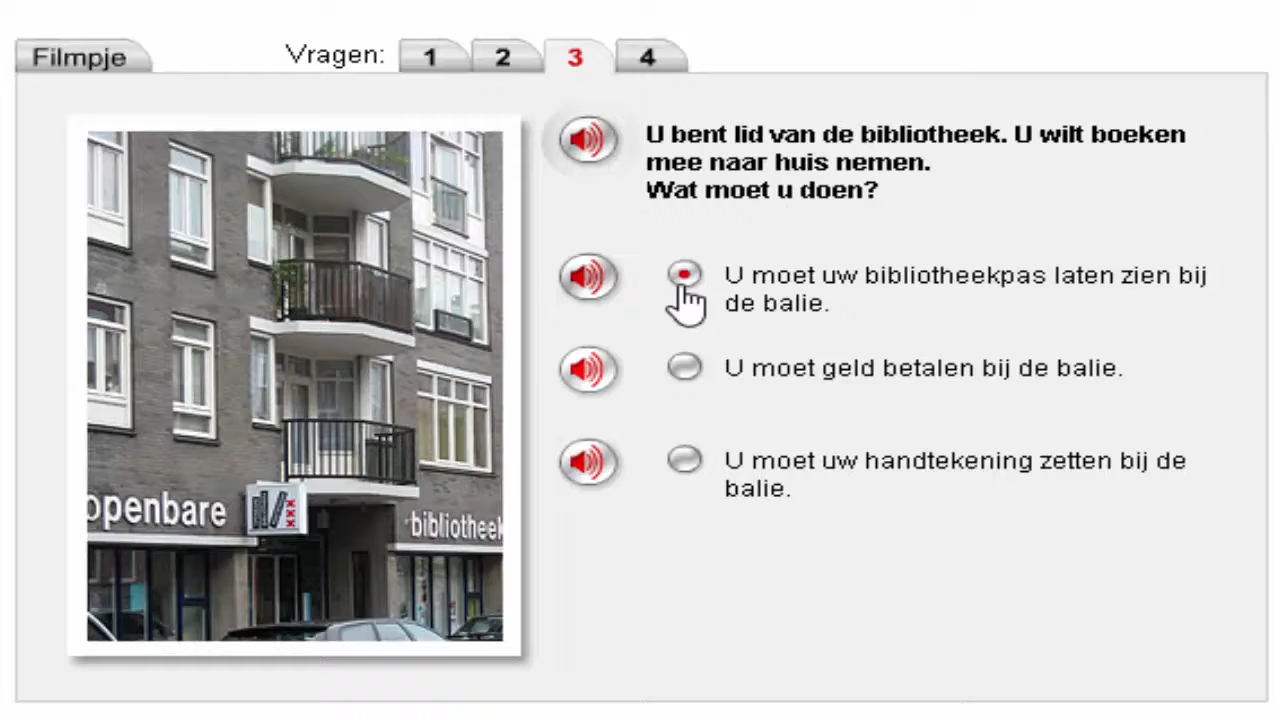 Filmpje
Vragen: 1 2 3 4
U bent lid van de bibliotheek. U wilt boeken
mee naar huis nemen.
Wat moet u doen?
U moet uw bibliotheekpas laten zien bij
de balie.
U moet geld betalen bij de balie.
U moet uw handtekening zetten bij de
balie.
openbare
bibliotheek